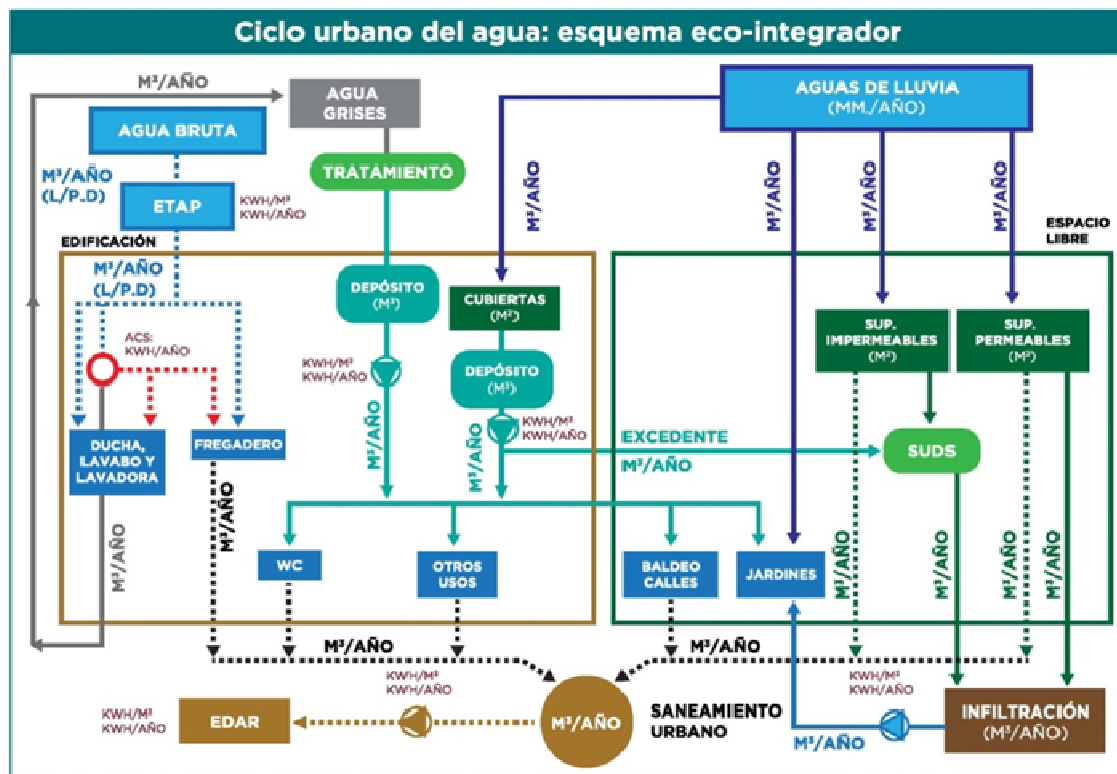 Ciclo urbano del agua: esquema eco-integrador
M³/AÑO
AGUA
GRISES
AGUAS DE LLUVIA
(MM./AÑO)
AGUA BRUTA
TRATAMIENTO
M³/AÑO
(L/P.D)
ETAP
KWH/M³
KWH/AÑO
M³/AÑO
M³/AÑO
M³/AÑO
M³/AÑO
EDIFICACIÓN
ESPACIO
LIBRE
M³/AÑO
(L/P.D)
DEPÓSITO
(M³)
CUBIERTAS
(M²)
SUP.
IMPERMEABLES
(M²)
SUP.
PERMEABLES
(M²)
ACS:
KWH/AÑO
KWH/M³
KWH/AÑO
DEPÓSITO
(M³)
KWH/M³
KWH/AÑO
DUCHA,
LAVABO Y
LAVADORA
FREGADERO
M³/AÑO
M³/AÑO
EXCEDENTE
M³/AÑO
SUDS
M³/AÑO
M³/AÑO
WC
OTROS
USOS
BALDEO
CALLES
JARDINES
M³/AÑO
M³/AÑO
M³/AÑO
M³/AÑO
M³/AÑO
M³/AÑO
KWH/M³
KWH/AÑO
KWH/M³
KWH/AÑO
KWH/M³
KWH/AÑO
EDAR
M³/AÑO
SANEAMIENTO
URBANO
M³/AÑO
INFILTRACIÓN
(M³/AÑO)